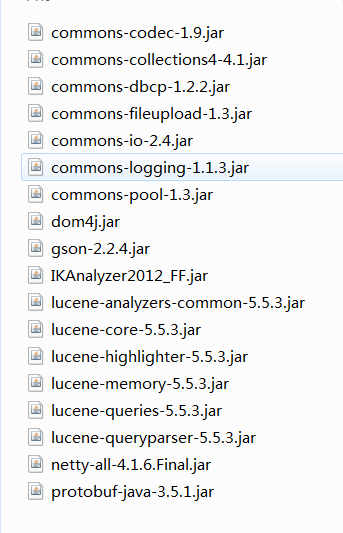 commons-codec-1.9.jar
commons-collections4-4.1.jar
commons-dbcp-1.2.2.jar
commons-fileupload-1.3.jar
commons-io-2.4.jar
commons-logging-1.1.3.jar
commons-pool-1.3.jar
dom4j.jar
gson-2.2.4.jar
IKAnalyzer2012_FF.jar
lucene-analyzers-common-5.5.3.jar
lucene-core-5.5.3.jar
lucene-highlighter-5.5.3.jar
lucene-memory-5.5.3.jar
lucene-queries-5.5.3.jar
lucene-queryparser-5.5.3.jar
netty-all-4.1.6.Final.jar
protobuf-java-3.5.1.jar